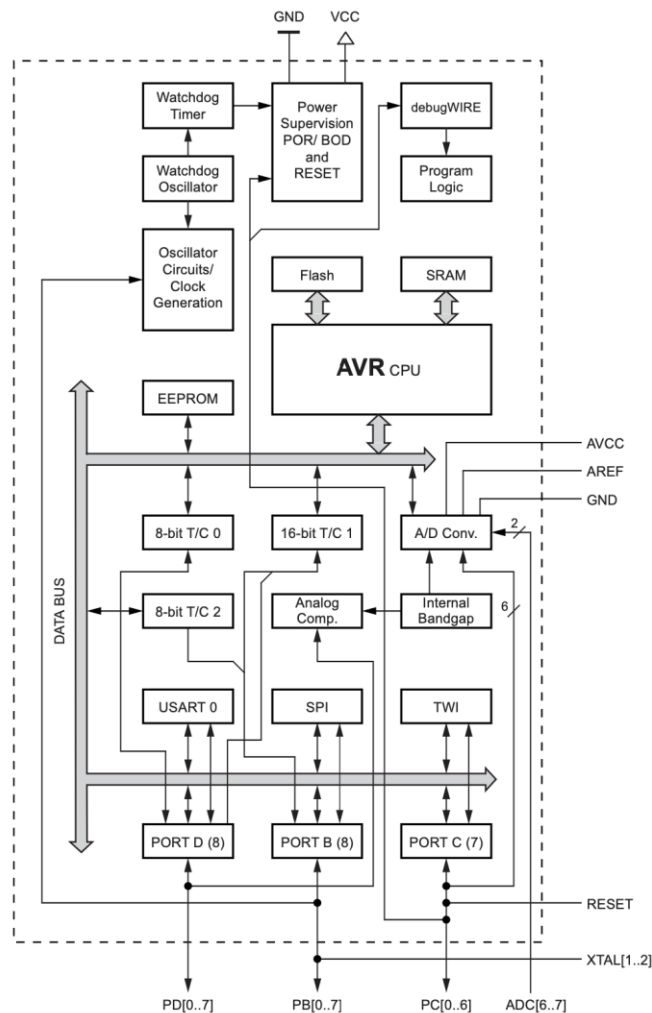 GND VCC
Watchdog
Timer
Power
Supervision
POR/ BOD
and
RESET
debugWIRE
Watchdog
Oscillator
Program
Logic
Oscillator
Circuits/
Clock
Generation
Flash
SRAM
AVR CPU
EEPROM
AVCC
AREF
GND
8-bit T/C 0
16-bit T/C 1
A/D Conv.
2
DATA BUS
8-bit T/C 2
Analog
Comp.
Internal
Bandgap
6
USART 0
SPI
TWI
PORT D (8)
PORT B (8)
PORT C (7)
RESET
XTAL[1..2]
PD[0..7]
PB[0..7]
PC[0..6]
ADC[6..7]